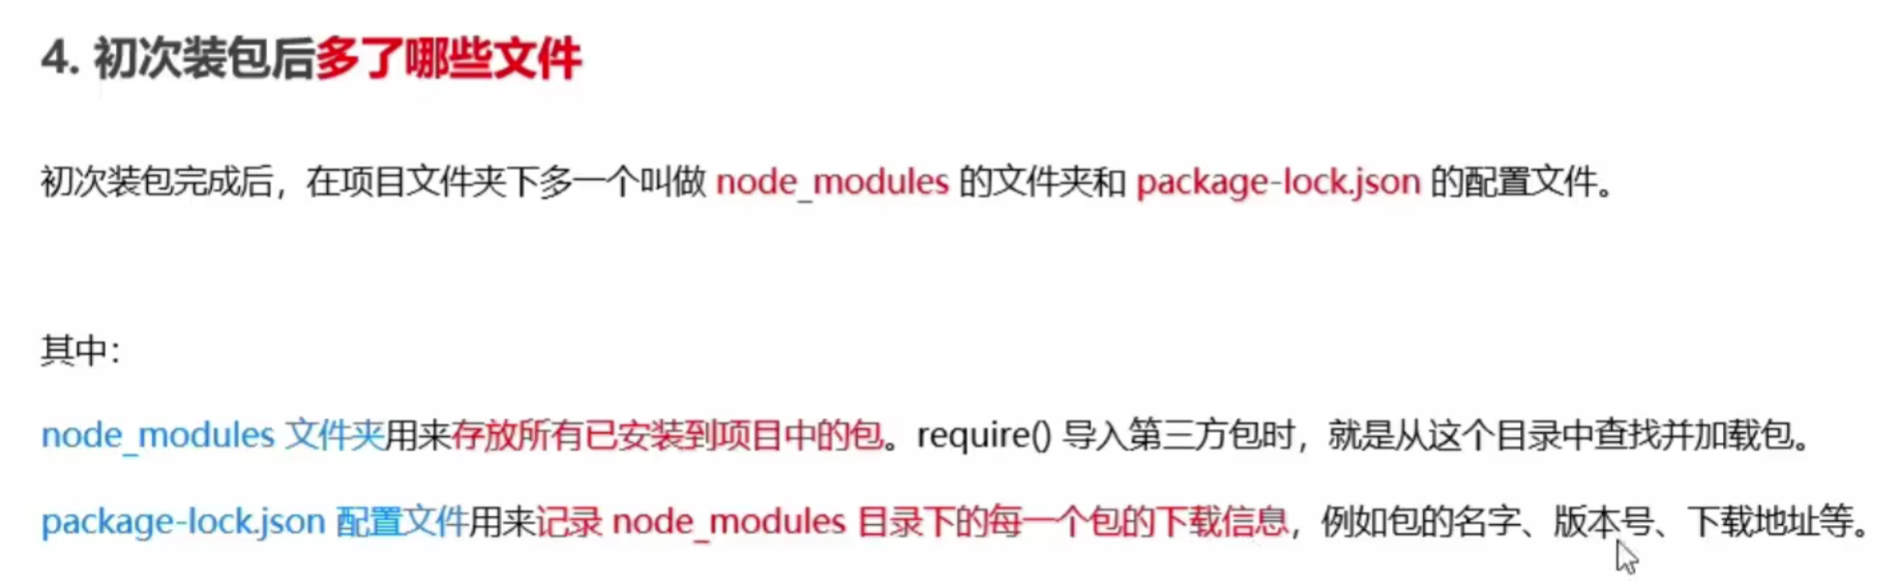 4. 初次装包后多了哪些文件
初次装包完成后，在项目文件夹下多一个叫做 node_modules 的文件夹和 package-lock.json 的配置文件。
其中：
node_modules 文件夹用来存放所有已安装到项目中的包。require() 导入第三方包时，就是从这个目录中查找并加载包。
package-lock.json 配置文件用来记录 node_modules 目录下的每一个包的下载信息，例如包的名字、版本号、下载地址等。